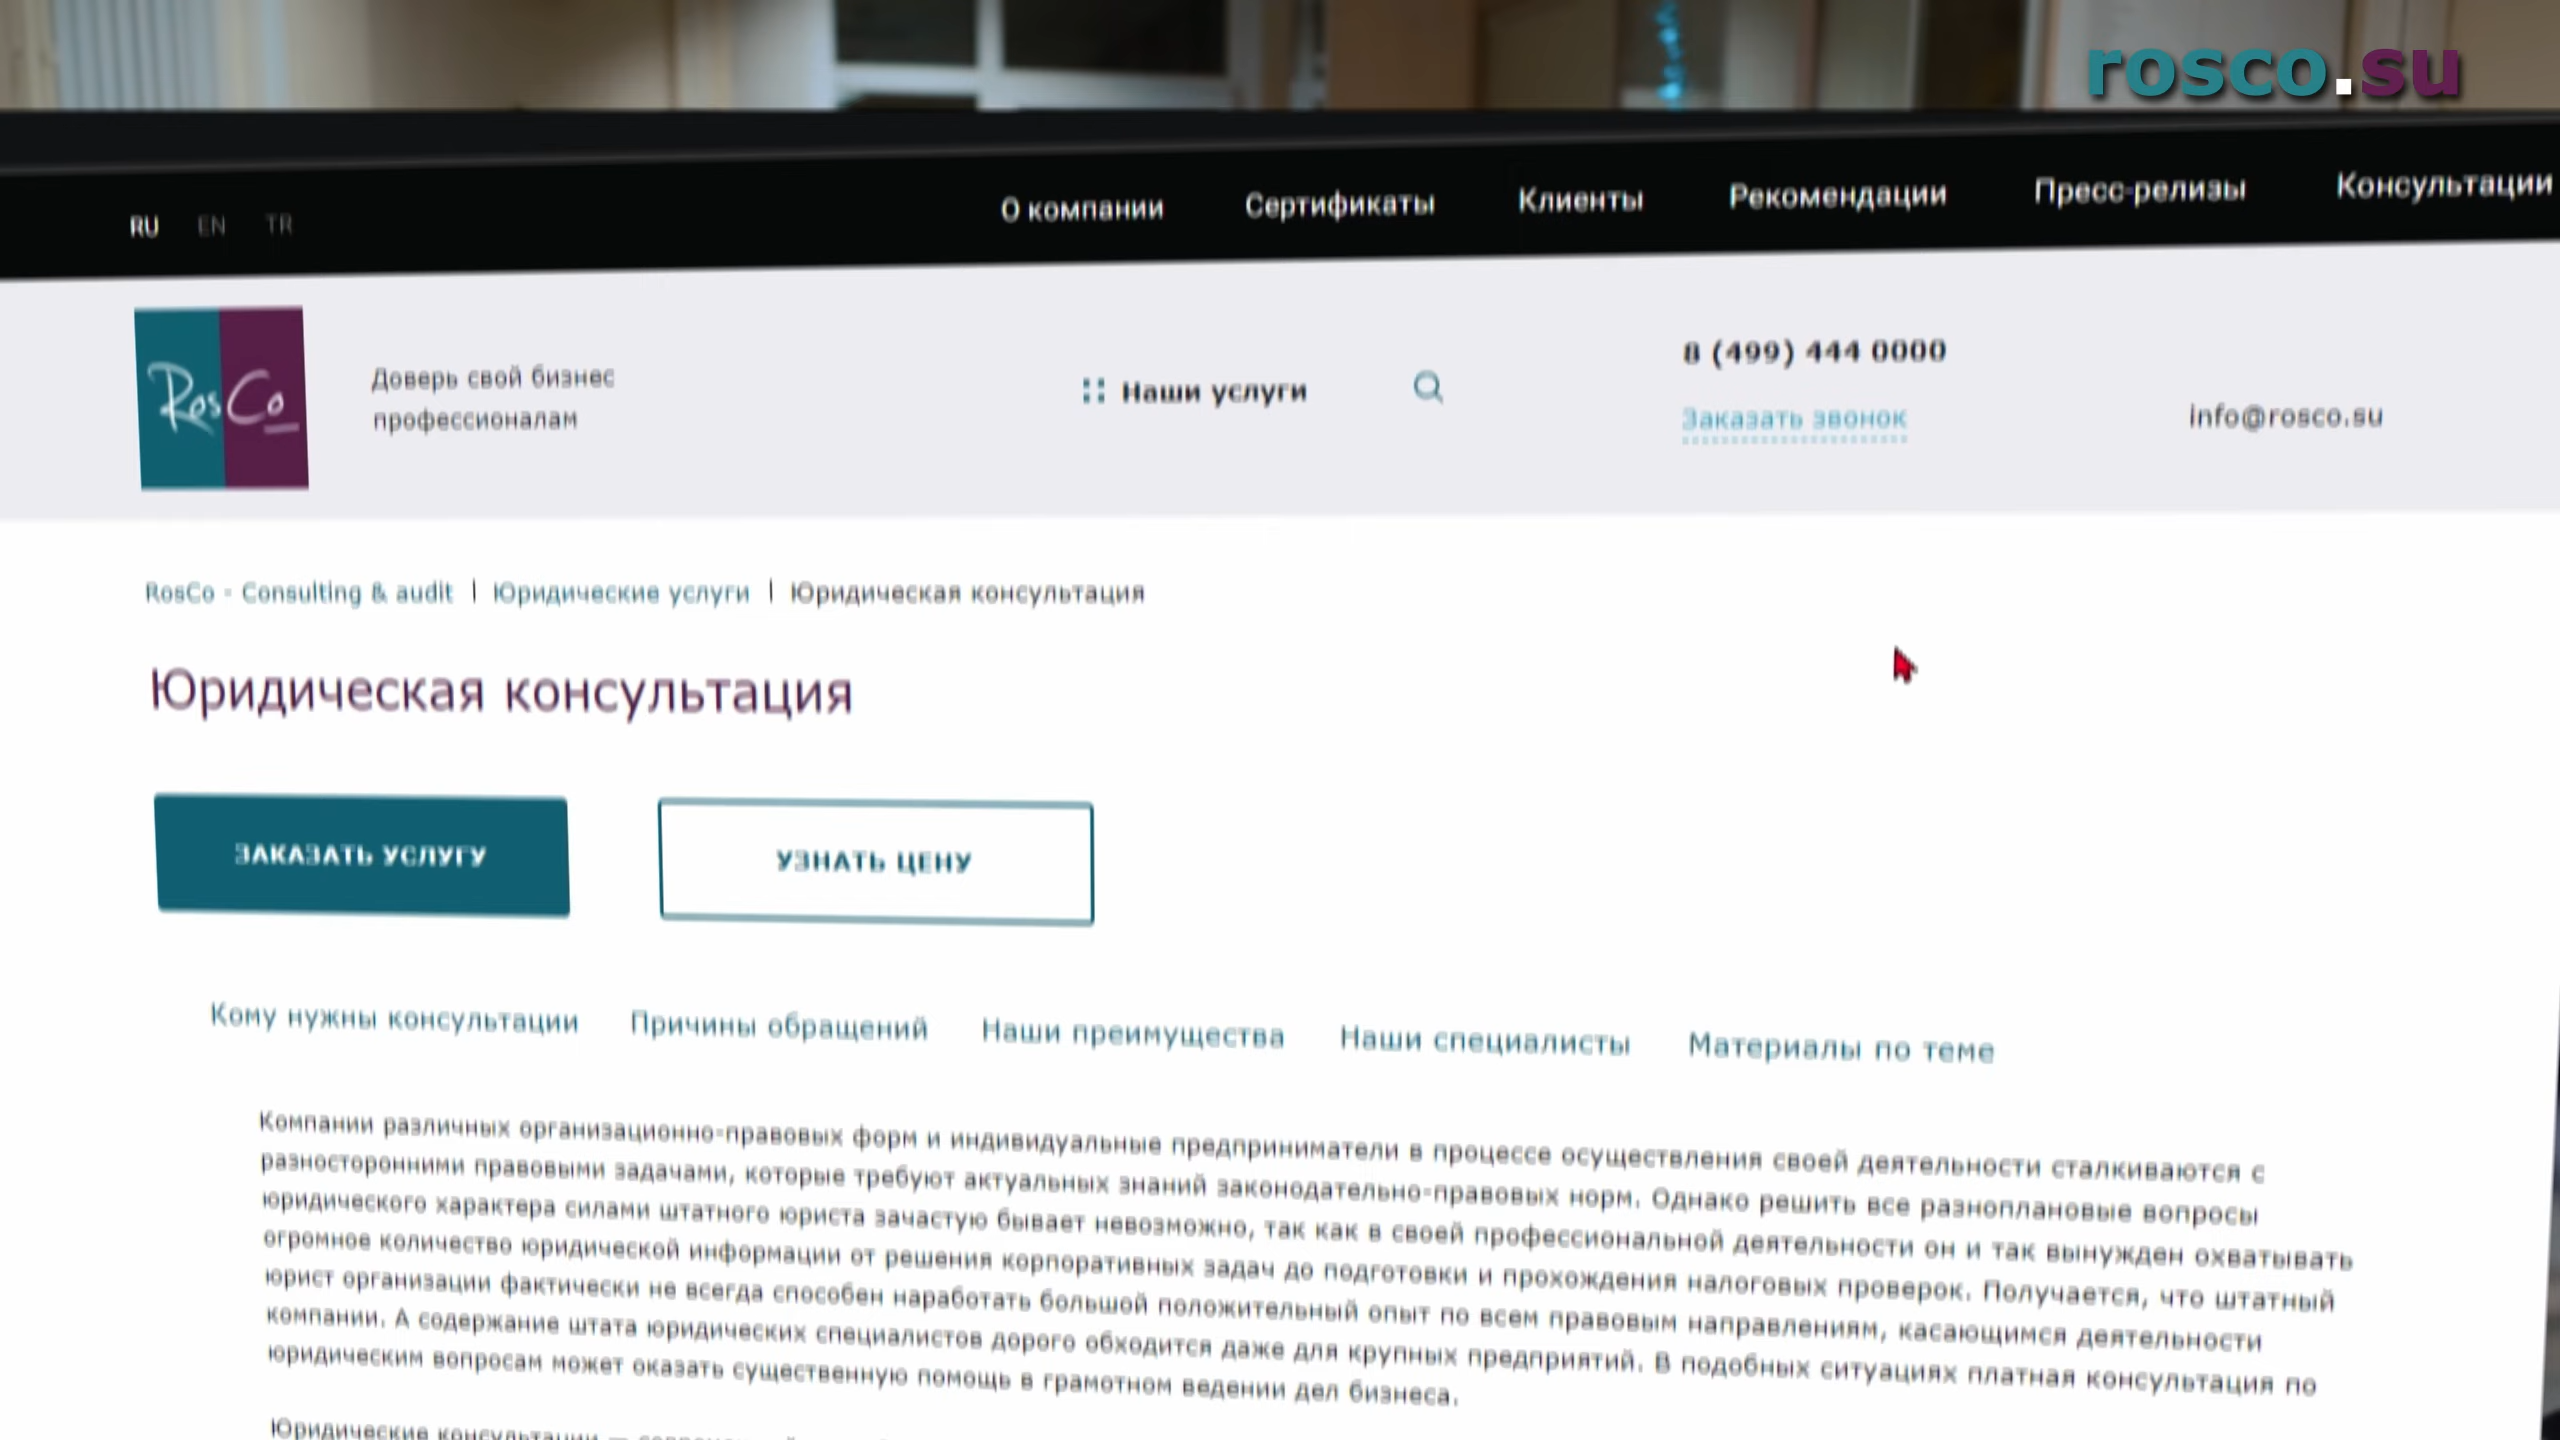 rosco.su
RU EN TR
О компании Сертификаты Клиенты Рекомендации Пресс-релизы Консультации
RosCo
Доверь свой бизнес
профессионалам
Наши услуги
8 (499) 444 0000
Заказать звонок
info@rosco.su
RosCo - Consulting & audit | Юридические услуги | Юридическая консультация
Юридическая консультация
ЗАКАЗАТЬ УСЛУГУ
УЗНАТЬ ЦЕНУ
Кому нужны консультации Причины обращений Наши преимущества Наши специалисты Материалы по теме
Компании различных организационно-правовых форм и индивидуальные предприниматели в процессе осуществления своей деятельности сталкиваются с
разносторонними правовыми задачами, которые требуют актуальных знаний законодательно-правовых норм. Однако решить все разноплановые вопросы
юридического характера силами штатного юриста зачастую бывает невозможно, так как в своей профессиональной деятельности он и так вынужден охватывать
огромное количество юридической информации от решения корпоративных задач до подготовки и прохождения налоговых проверок. Получается, что штатный
юрист организации фактически не всегда способен наработать большой положительный опыт по всем правовым направлениям, касающимся деятельности
компании. А содержание штата юридических специалистов дорого обходится даже для крупных предприятий. В подобных ситуациях платная консультация по
юридическим вопросам может оказать существенную помощь в грамотном ведении дел бизнеса.
Юридические консультации —